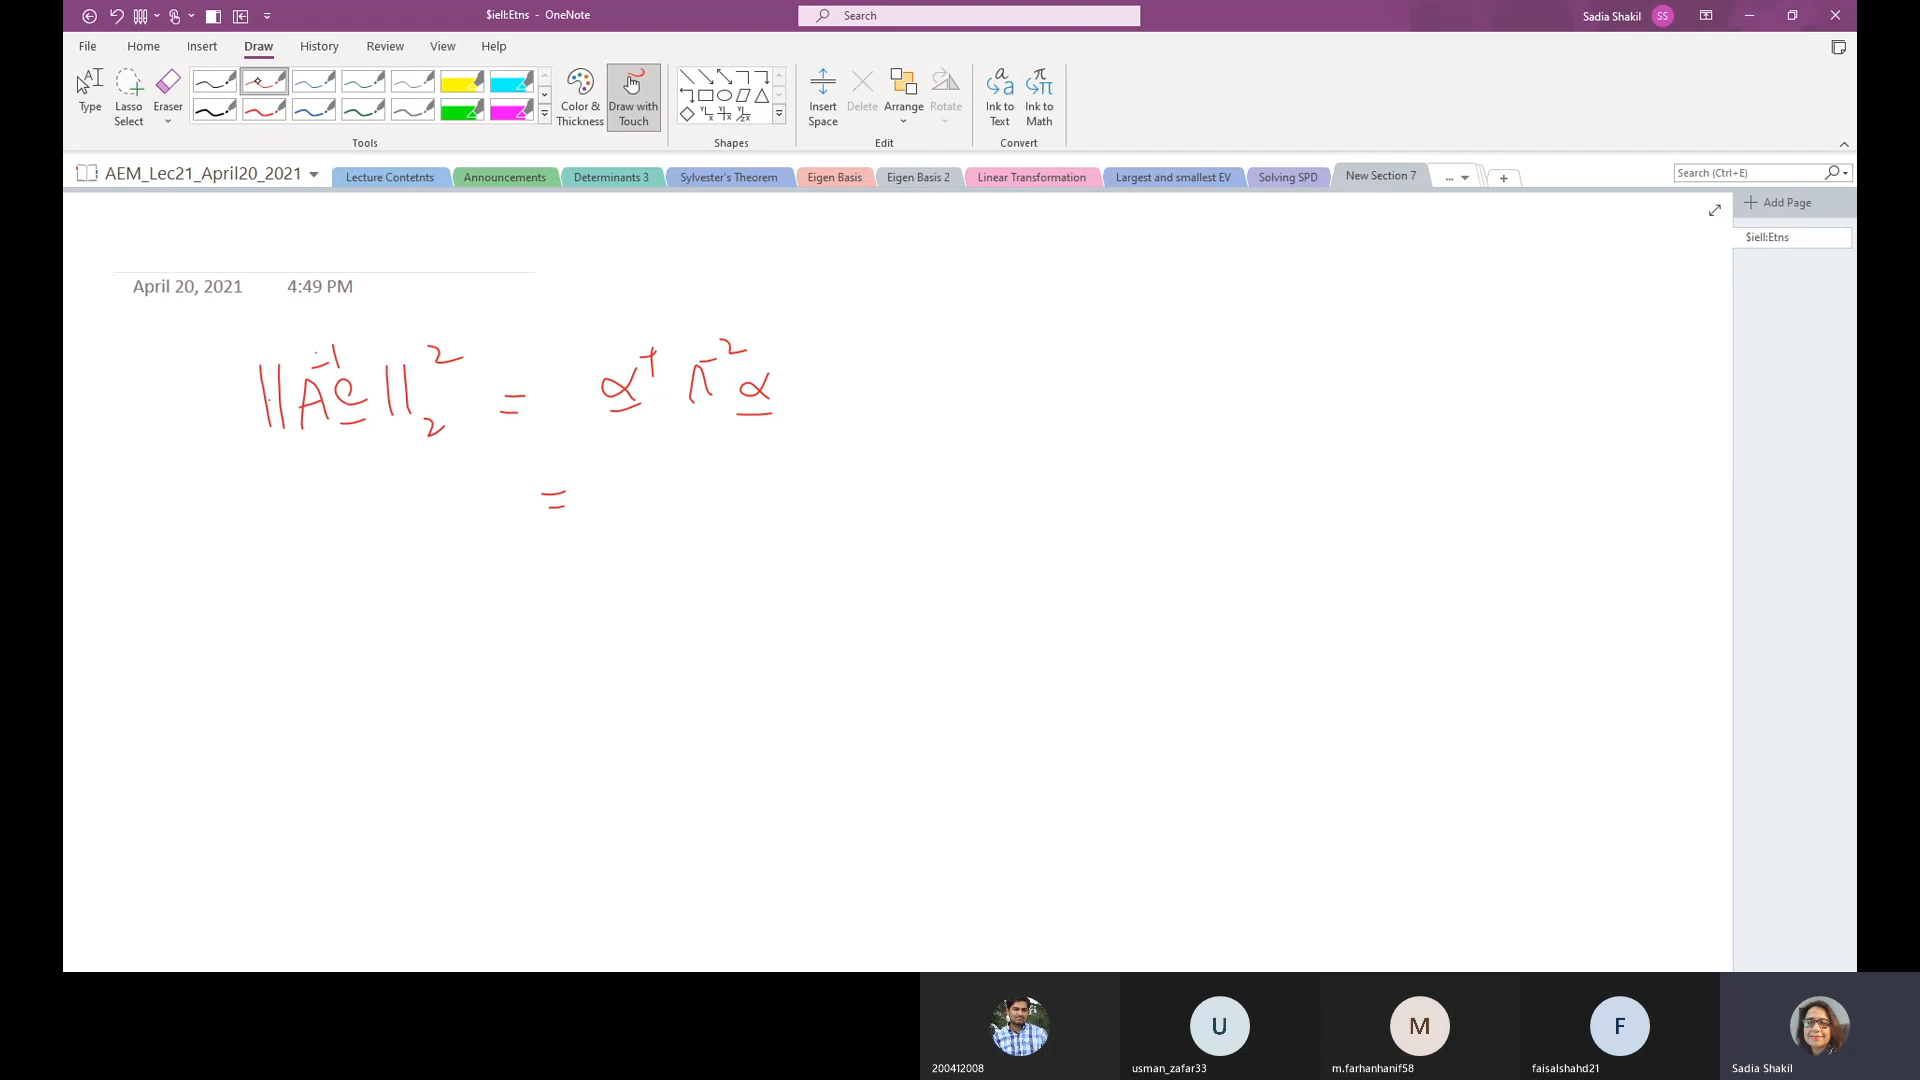 $iell:Etns - OneNote
Search
Sadia Shakil
SS
File Home Insert Draw History Review View Help
Type
Lasso Select
Eraser
Color & Thickness
Draw with Touch
Insert Space
Delete
Arrange
Rotate
Ink to Text
Ink to Math
Tools
Shapes
Edit
Convert
AEM_Lec21_April20_2021
Lecture Contetnts
Announcements
Determinants 3
Sylvester's Theorem
Eigen Basis
Eigen Basis 2
Linear Transformation
Largest and smallest EV
Solving SPD
New Section 7
...
Search (Ctrl+E)
Add Page
$iell:Etns
April 20, 2021 4:49 PM
||A⁻¹e||₂² = α^T Λ^-2 α
=
U
M
F
200412008
usman_zafar33
m.farhanhanif58
faisalshahd21
Sadia Shakil